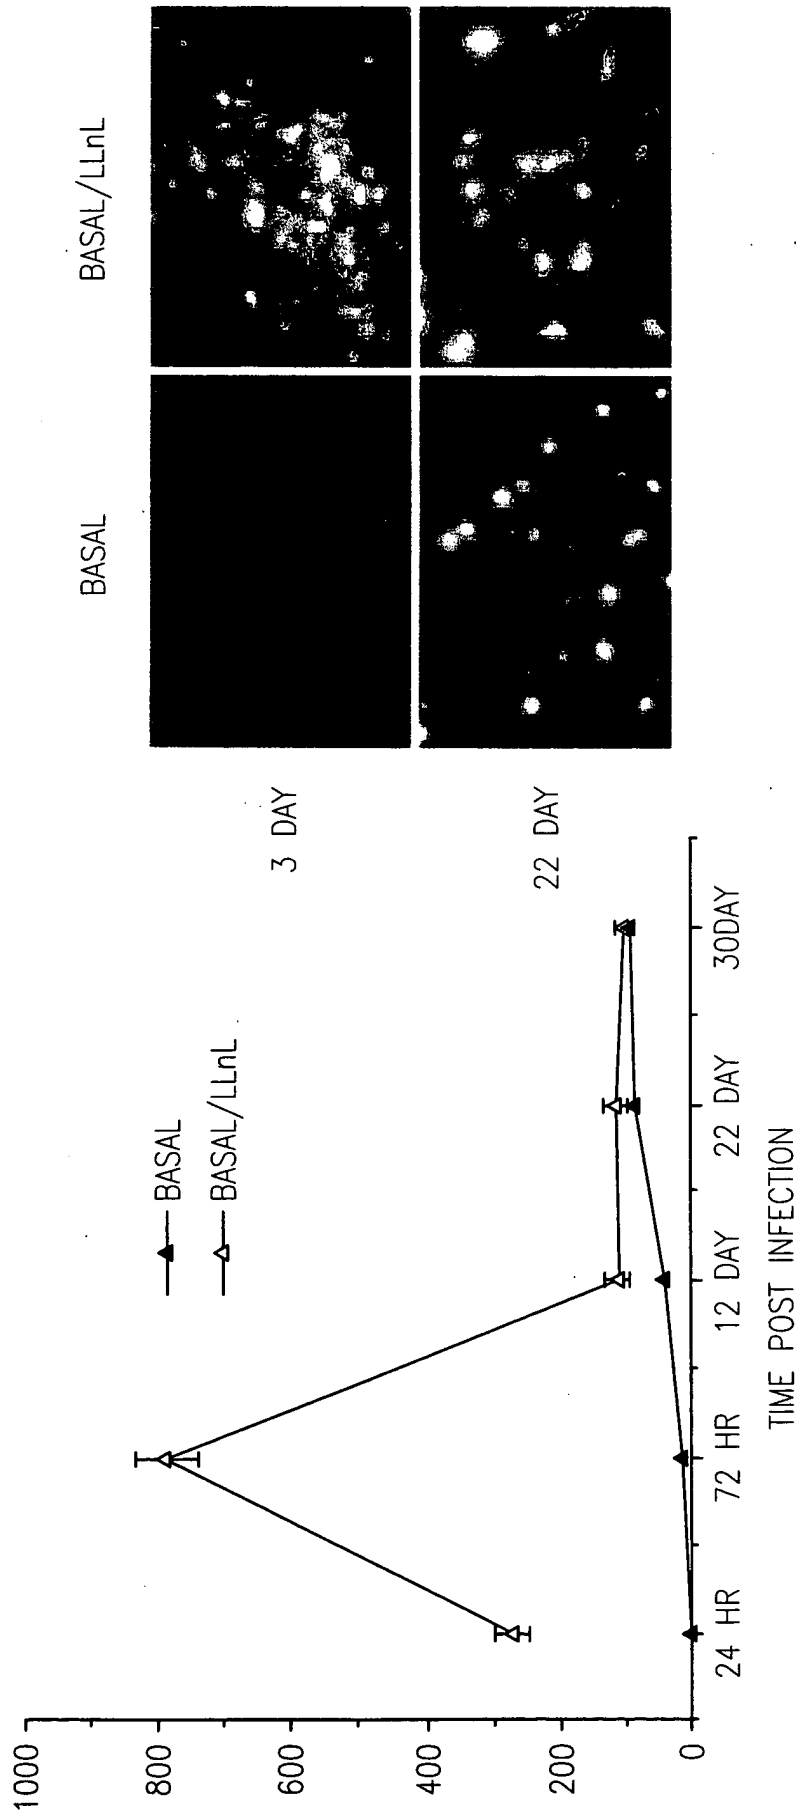 1000
800
600
400
200
0
BASAL
BASAL/LLnL
24 HR
72 HR
12 DAY
22 DAY
30DAY
TIME POST INFECTION
BASAL
BASAL/LLnL
3 DAY
22 DAY